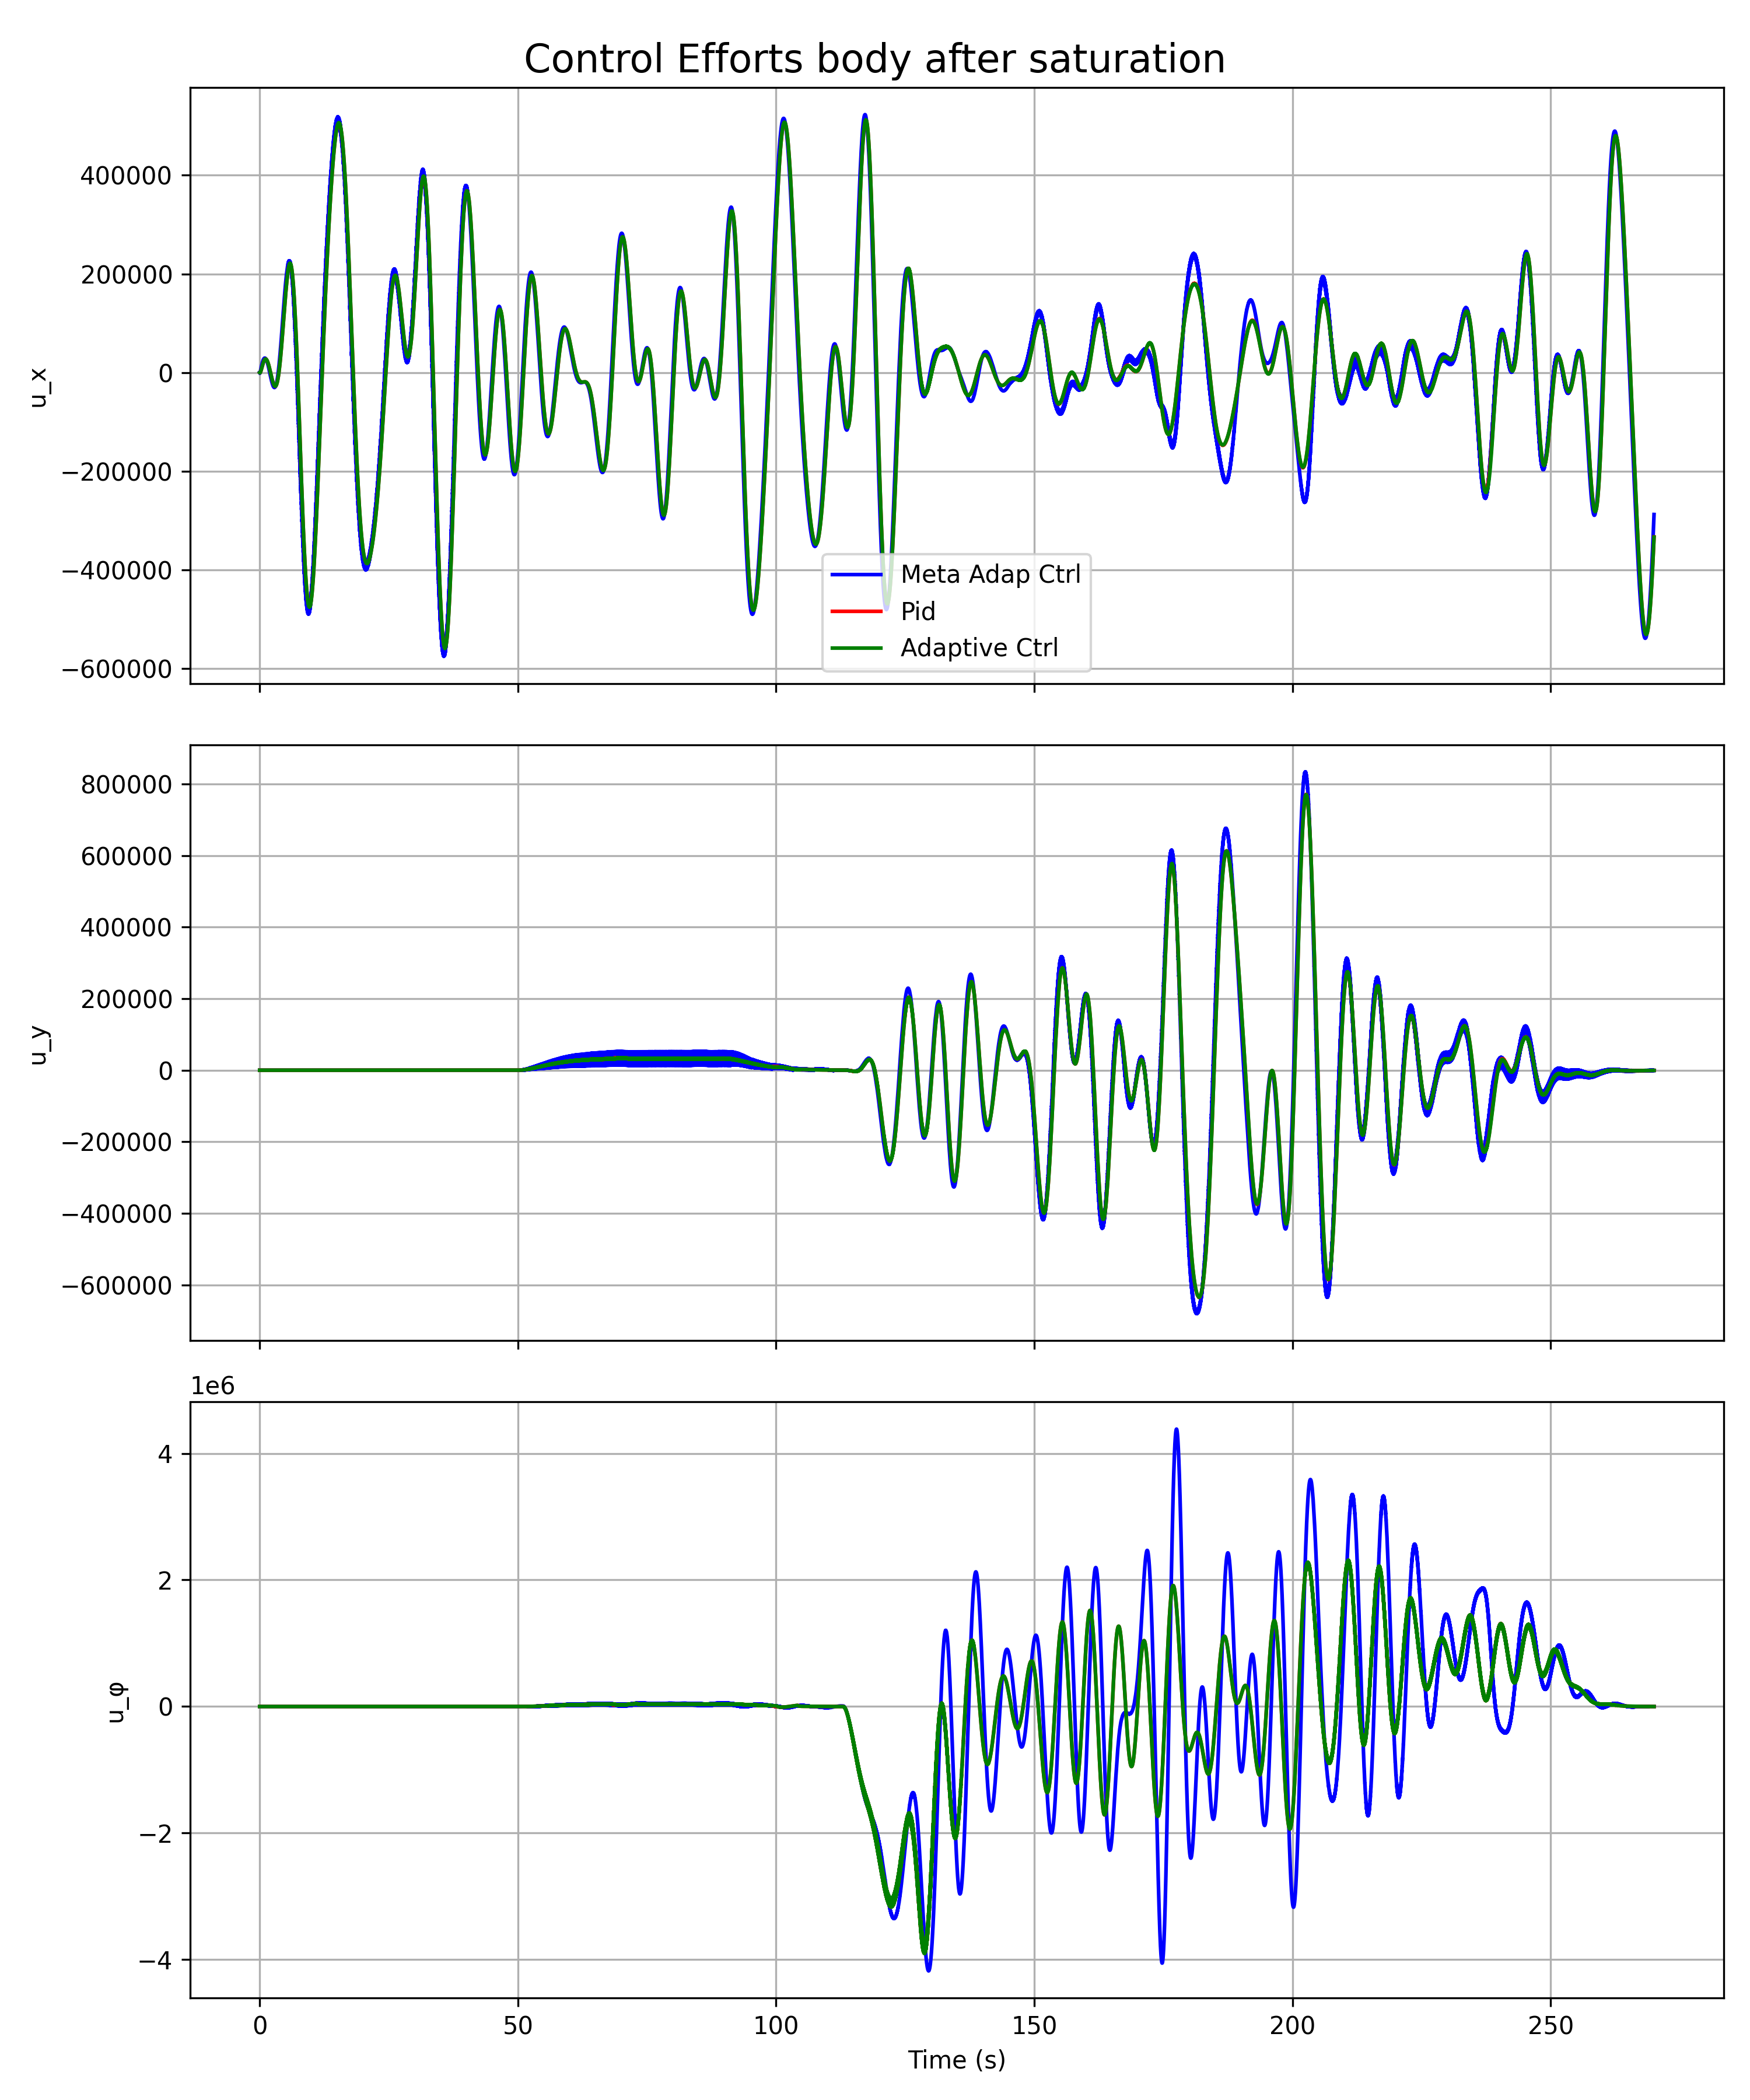 Control Efforts body after saturation
400000
200000
0
−200000
−400000
−600000
u_x
Meta Adap Ctrl
Pid
Adaptive Ctrl
800000
600000
400000
200000
0
−200000
−400000
−600000
u_y
1e6
4
2
0
−2
−4
u_φ
0 50 100 150 200 250
Time (s)